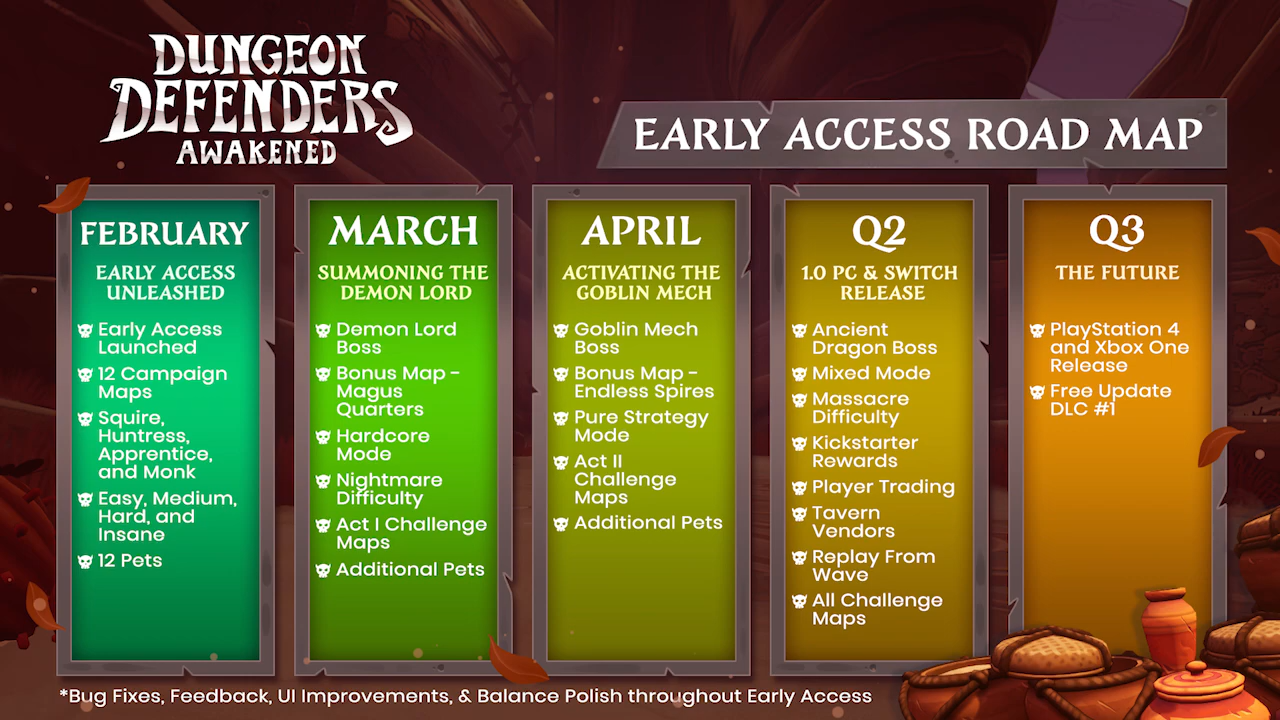 DUNGEON
DEFENDERS
AWAKENED
EARLY ACCESS ROAD MAP
FEBRUARY
EARLY ACCESS
UNLEASHED
Early Access
Launched
12 Campaign
Maps
Squire,
Huntress,
Apprentice,
and Monk
Easy, Medium,
Hard, and
Insane
12 Pets
MARCH
SUMMONING THE
DEMON LORD
Demon Lord
Boss
Bonus Map -
Magus
Quarters
Hardcore
Mode
Nightmare
Difficulty
Act I Challenge
Maps
Additional Pets
APRIL
ACTIVATING THE
GOBLIN MECH
Goblin Mech
Boss
Bonus Map -
Endless Spires
Pure Strategy
Mode
Act II
Challenge
Maps
Additional Pets
Q2
1.0 PC & SWITCH
RELEASE
Ancient
Dragon Boss
Mixed Mode
Massacre
Difficulty
Kickstarter
Rewards
Player Trading
Tavern
Vendors
Replay From
Wave
All Challenge
Maps
Q3
THE FUTURE
PlayStation 4
and Xbox One
Release
Free Update
DLC #1
*Bug Fixes, Feedback, UI Improvements, & Balance Polish throughout Early Access